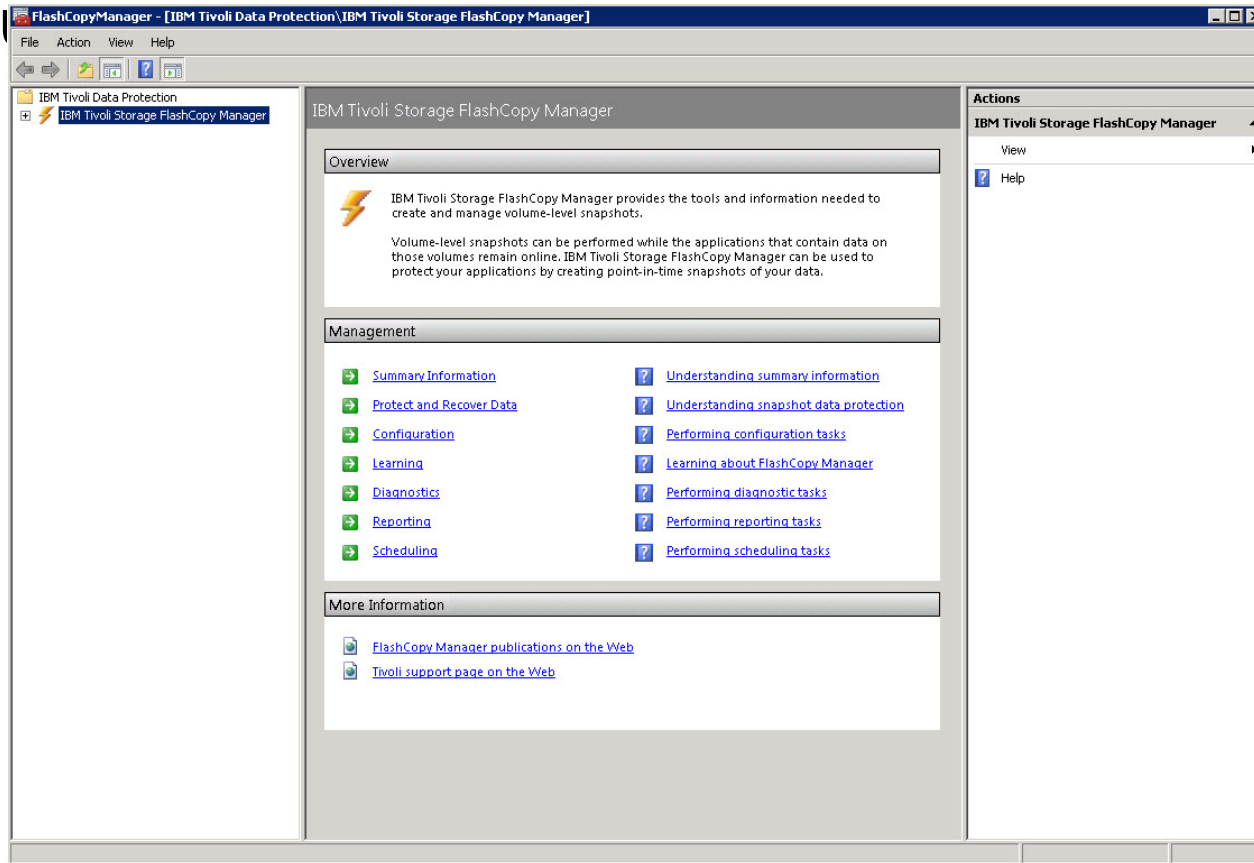 FlashCopyManager - [IBM Tivoli Data Protection\IBM Tivoli Storage FlashCopy Manager]
File Action View Help
IBM Tivoli Data Protection
IBM Tivoli Storage FlashCopy Manager
IBM Tivoli Storage FlashCopy Manager
Overview
IBM Tivoli Storage FlashCopy Manager provides the tools and information needed to
create and manage volume-level snapshots.
Volume-level snapshots can be performed while the applications that contain data on
those volumes remain online. IBM Tivoli Storage FlashCopy Manager can be used to
protect your applications by creating point-in-time snapshots of your data.
Management
Summary Information
Understanding summary information
Protect and Recover Data
Understanding snapshot data protection
Configuration
Performing configuration tasks
Learning
Learning about FlashCopy Manager
Diagnostics
Performing diagnostic tasks
Reporting
Performing reporting tasks
Scheduling
Performing scheduling tasks
More Information
FlashCopy Manager publications on the Web
Tivoli support page on the Web
Actions
IBM Tivoli Storage FlashCopy Manager
View
Help